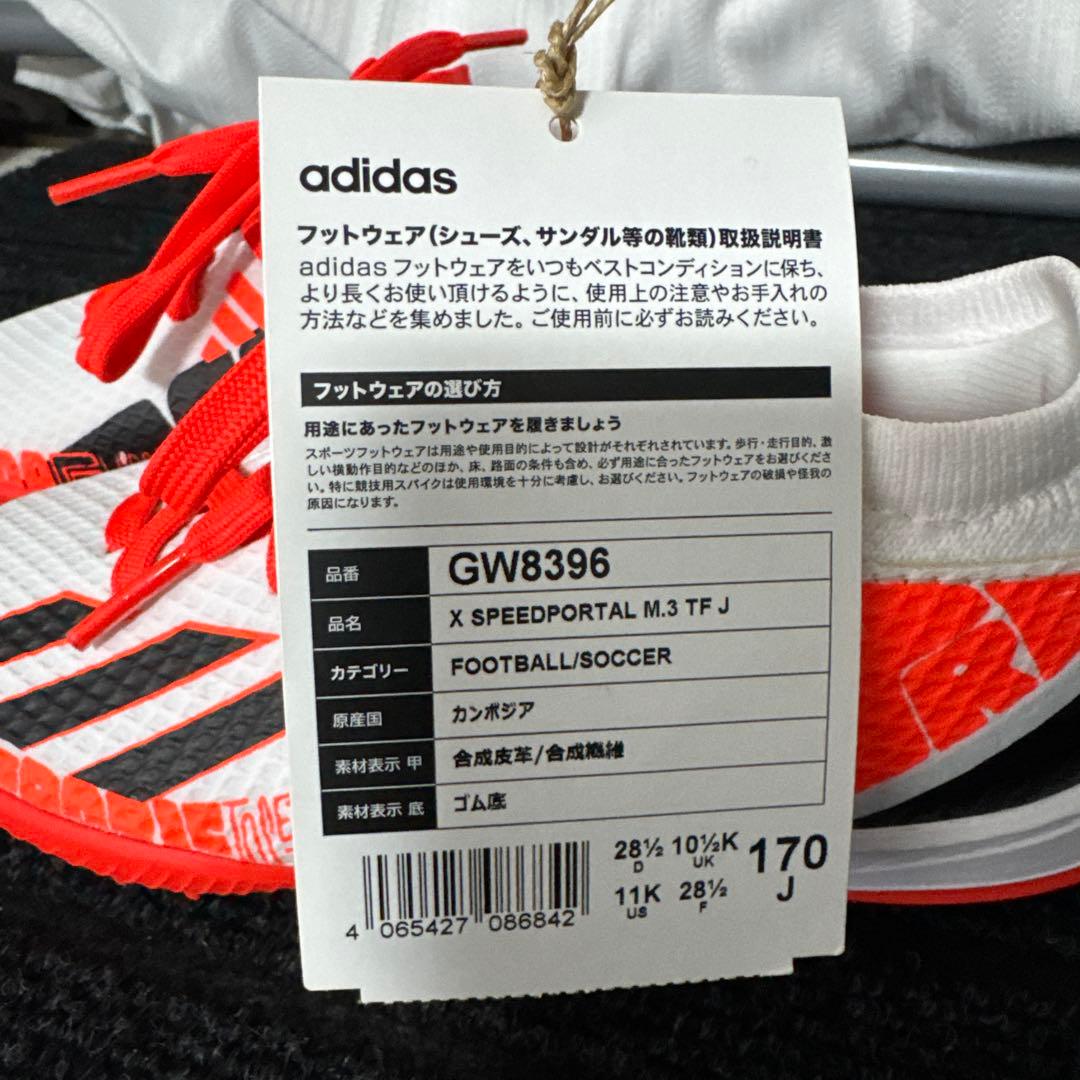 adidas
フットウェア(シューズ、サンダル等の靴類)取扱説明書
adidas フットウェアをいつもベストコンディションに保ち、
より長くお使い頂けるように、使用上の注意やお手入れの
方法などを集めました。ご使用前に必ずお読みください。
フットウェアの選び方
用途にあったフットウェアを履きましょう
スポーツフットウェアは用途や使用目的によって設計がそれぞれされています。歩行・走行目的、激
しい横動作目的などのほか、床、路面の条件も含め、必ず用途に合ったフットウェアをお選びくださ
い。特に競技用スパイクは使用環境を十分に考慮し、お選びください。フットウェアの破損や怪我の
原因になります。
品番 GW8396
品名 X SPEEDPORTAL M.3 TF J
カテゴリー FOOTBALL/SOCCER
原産国 カンボジア
素材表示 甲 合成皮革/合成繊維
素材表示 底 ゴム底
28½ 10½K 170
D UK J
11K 28½
US F
4 065427 086842